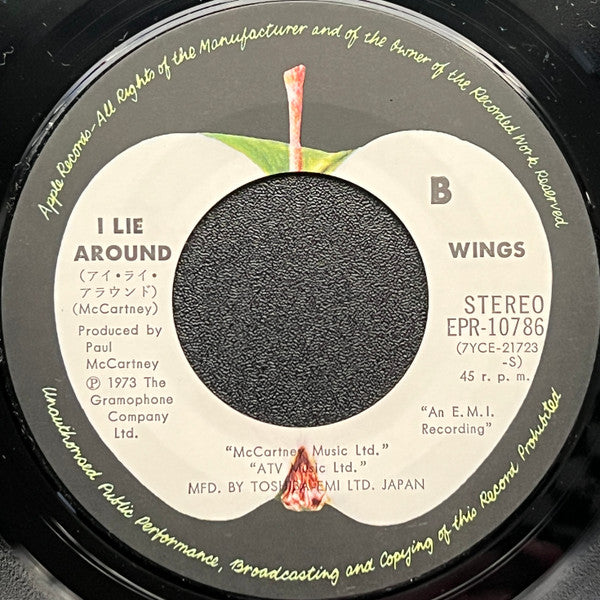 Apple Records-All Rights of the Manufacturer and of the Owner of the Recorded Work Reserved
B
I LIE
AROUND
(アイ・ライ・
アラウンド)
(McCartney)
Produced by
Paul
McCartney
Ⓟ 1973 The
Gramophone
Company
Ltd.
WINGS
STEREO
EPR-10786
(7YCE-21723
-S)
45 r. p. m.
"An E.M.I.
Recording"
"McCartney Music Ltd."
"ATV Music Ltd."
MFD. BY TOSHIBA-EMI LTD. JAPAN
Unauthorised Public Performance, Broadcasting and Copying of this Record Prohibited